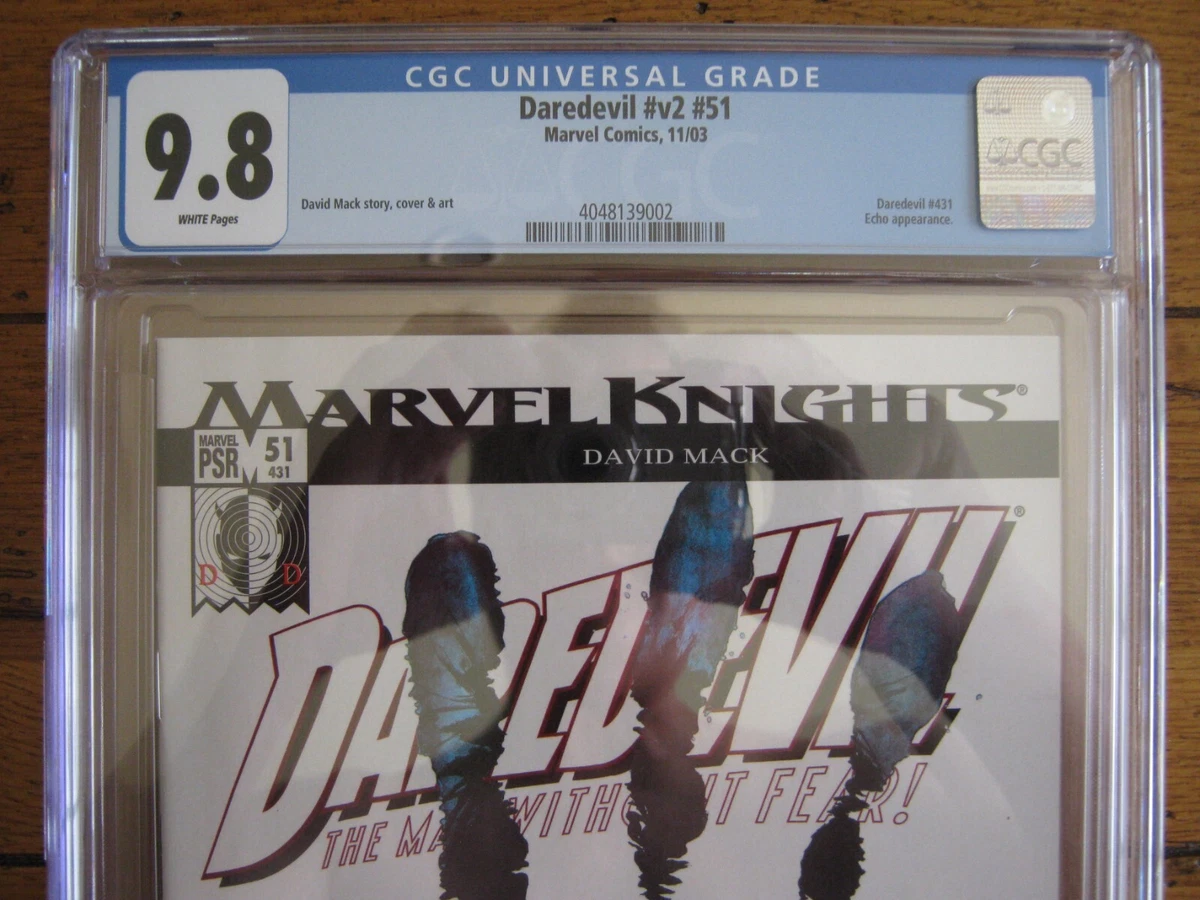 CGC UNIVERSAL GRADE
9.8
WHITE Pages
Daredevil #v2 #51
Marvel Comics, 11/03
David Mack story, cover & art
4048139002
Daredevil #431
Echo appearance.
CGC
CGC
MARVEL KNIGHTS®
MARVEL
PSR
51
431
DAVID MACK
D D
DAREDEVIL®
THE MAN WITHOUT FEAR!